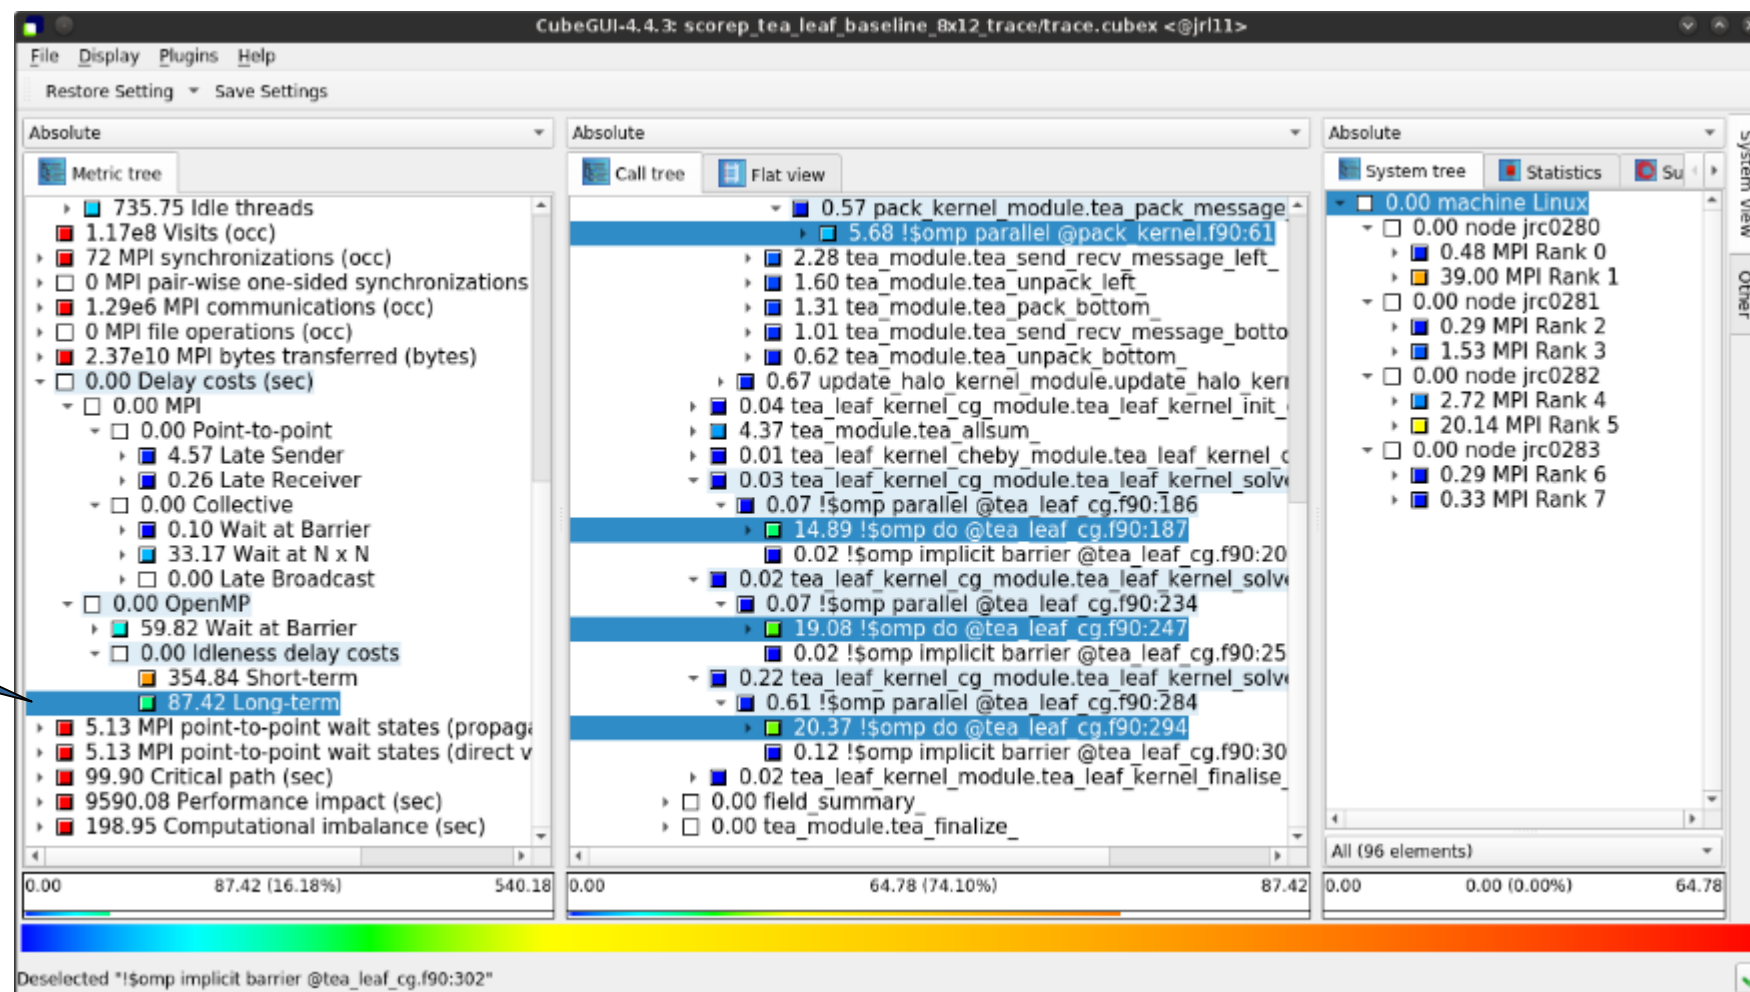 CubeGUI-4.4.3: scorep_tea_leaf_baseline_8x12_trace/trace.cubex <@jrl11>
File Display Plugins Help
Restore Setting Save Settings
Absolute
Metric tree
735.75 Idle threads
1.17e8 Visits (occ)
72 MPI synchronizations (occ)
0 MPI pair-wise one-sided synchronizations
1.29e6 MPI communications (occ)
0 MPI file operations (occ)
2.37e10 MPI bytes transferred (bytes)
0.00 Delay costs (sec)
0.00 MPI
0.00 Point-to-point
4.57 Late Sender
0.26 Late Receiver
0.00 Collective
0.10 Wait at Barrier
33.17 Wait at N x N
0.00 Late Broadcast
0.00 OpenMP
59.82 Wait at Barrier
0.00 Idleness delay costs
354.84 Short-term
87.42 Long-term
5.13 MPI point-to-point wait states (propaga
5.13 MPI point-to-point wait states (direct v
99.90 Critical path (sec)
9590.08 Performance impact (sec)
198.95 Computational imbalance (sec)
0.00 87.42 (16.18%) 540.18
Absolute
Call tree Flat view
0.57 pack_kernel_module.tea_pack_message
5.68 !$omp parallel @pack_kernel.f90:61
2.28 tea_module.tea_send_recv_message_left_
1.60 tea_module.tea_unpack_left_
1.31 tea_module.tea_pack_bottom_
1.01 tea_module.tea_send_recv_message_botto
0.62 tea_module.tea_unpack_bottom_
0.67 update_halo_kernel_module.update_halo_kern
0.04 tea_leaf_kernel_cg_module.tea_leaf_kernel_init_
4.37 tea_module.tea_allsum_
0.01 tea_leaf_kernel_cheby_module.tea_leaf_kernel_c
0.03 tea_leaf_kernel_cg_module.tea_leaf_kernel_solve
0.07 !$omp parallel @tea_leaf_cg.f90:186
14.89 !$omp do @tea_leaf_cg.f90:187
0.02 !$omp implicit barrier @tea_leaf_cg.f90:20
0.02 tea_leaf_kernel_cg_module.tea_leaf_kernel_solve
0.07 !$omp parallel @tea_leaf_cg.f90:234
19.08 !$omp do @tea_leaf_cg.f90:247
0.02 !$omp implicit barrier @tea_leaf_cg.f90:25
0.22 tea_leaf_kernel_cg_module.tea_leaf_kernel_solve
0.61 !$omp parallel @tea_leaf_cg.f90:284
20.37 !$omp do @tea_leaf_cg.f90:294
0.12 !$omp implicit barrier @tea_leaf_cg.f90:30
0.02 tea_leaf_kernel_module.tea_leaf_kernel_finalise_
0.00 field_summary_
0.00 tea_module.tea_finalize_
0.00 64.78 (74.10%) 87.42
Absolute
System tree Statistics Su
0.00 machine Linux
0.00 node jrc0280
0.48 MPI Rank 0
39.00 MPI Rank 1
0.00 node jrc0281
0.29 MPI Rank 2
1.53 MPI Rank 3
0.00 node jrc0282
2.72 MPI Rank 4
20.14 MPI Rank 5
0.00 node jrc0283
0.29 MPI Rank 6
0.33 MPI Rank 7
All (96 elements)
0.00 0.00 (0.00%) 64.78
System View
Other
Deselected "!$omp implicit barrier @tea_leaf_cg.f90:302"